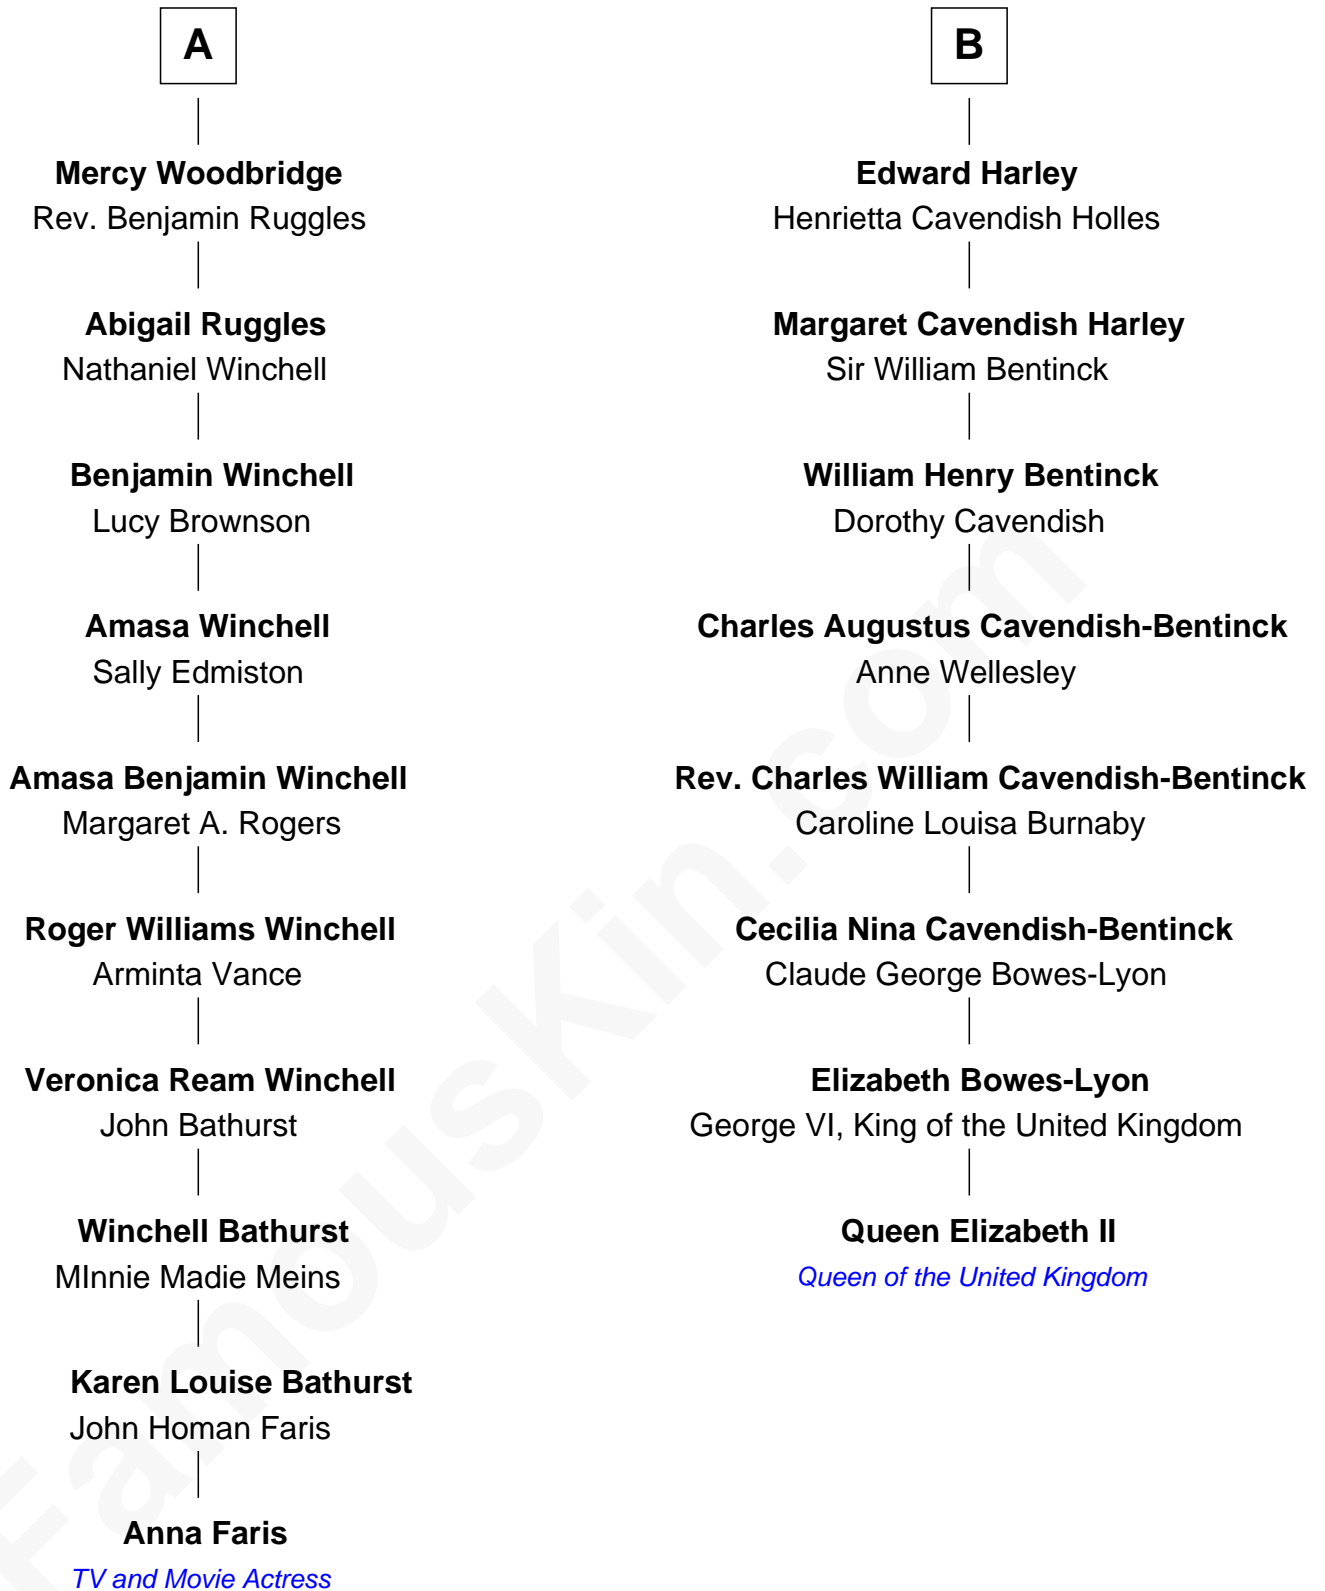 A
Mercy Woodbridge
Rev. Benjamin Ruggles
Abigail Ruggles
Nathaniel Winchell
Benjamin Winchell
Lucy Brownson
Amasa Winchell
Sally Edmiston
Amasa Benjamin Winchell
Margaret A. Rogers
Roger Williams Winchell
Arminta Vance
Veronica Ream Winchell
John Bathurst
Winchell Bathurst
MInnie Madie Meins
Karen Louise Bathurst
John Homan Faris
Anna Faris
TV and Movie Actress
B
Edward Harley
Henrietta Cavendish Holles
Margaret Cavendish Harley
Sir William Bentinck
William Henry Bentinck
Dorothy Cavendish
Charles Augustus Cavendish-Bentinck
Anne Wellesley
Rev. Charles William Cavendish-Bentinck
Caroline Louisa Burnaby
Cecilia Nina Cavendish-Bentinck
Claude George Bowes-Lyon
Elizabeth Bowes-Lyon
George VI, King of the United Kingdom
Queen Elizabeth II
Queen of the United Kingdom
FamousKin.com